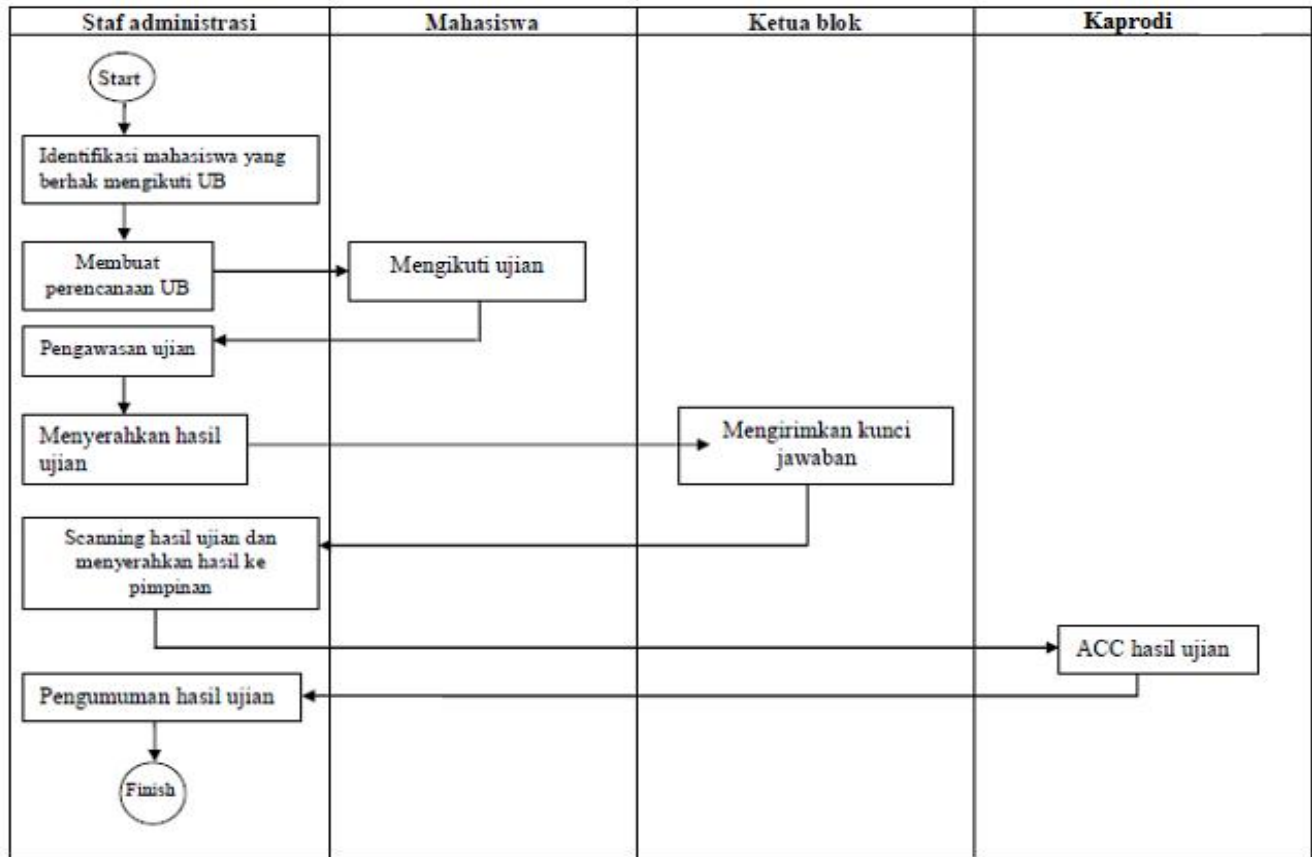 Staf administrasi
Mahasiswa
Ketua blok
Kaprodi
Start
Identifikasi mahasiswa yang
berhak mengikuti UB
Membuat
perencanaan UB
Mengikuti ujian
Pengawasan ujian
Menyerahkan hasil
ujian
Mengirimkan kunci
jawaban
Scanning hasil ujian dan
menyerahkan hasil ke
pimpinan
ACC hasil ujian
Pengumuman hasil ujian
Finish